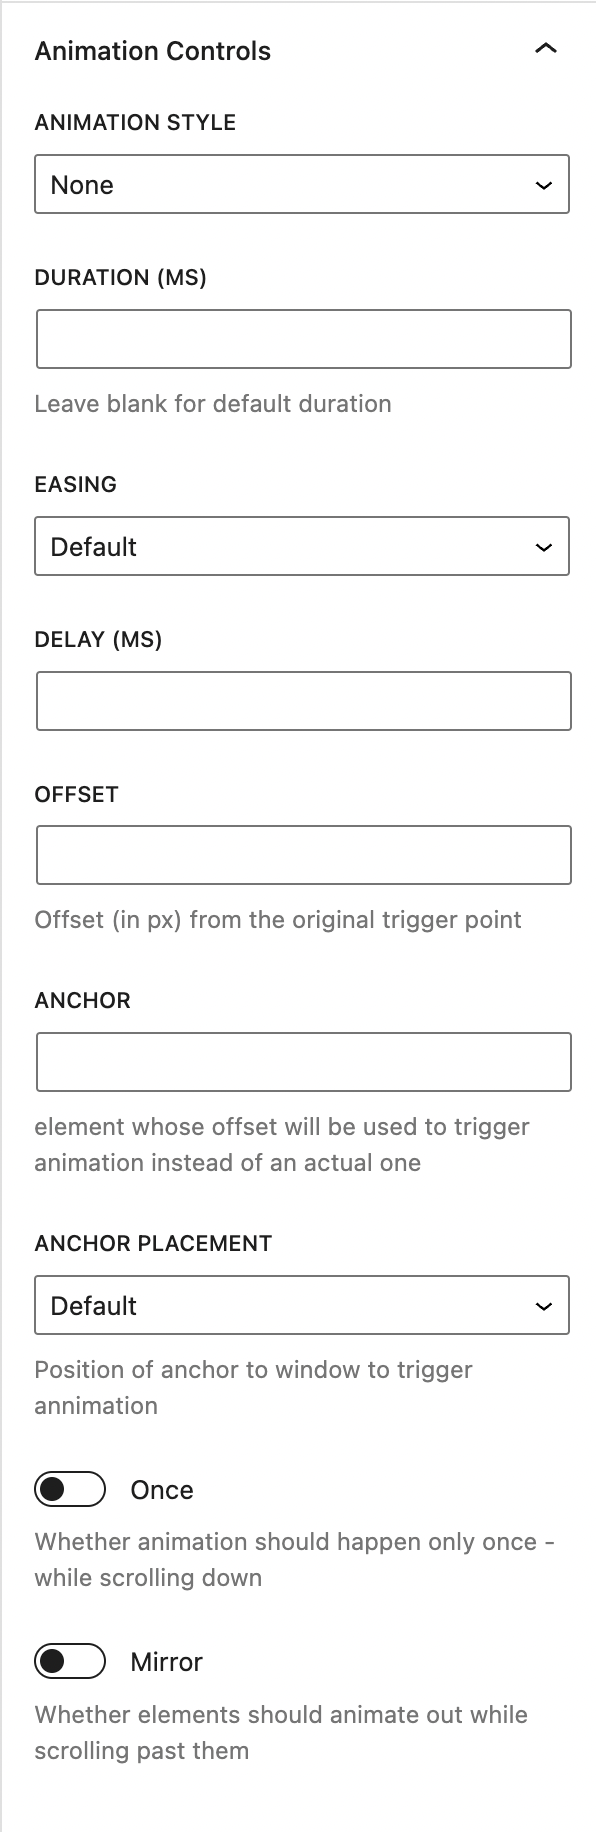 Animation Controls
ANIMATION STYLE
None
DURATION (MS)
Leave blank for default duration
EASING
Default
DELAY (MS)
OFFSET
Offset (in px) from the original trigger point
ANCHOR
element whose offset will be used to trigger
animation instead of an actual one
ANCHOR PLACEMENT
Default
Position of anchor to window to trigger
annimation
Once
Whether animation should happen only once -
while scrolling down
Mirror
Whether elements should animate out while
scrolling past them